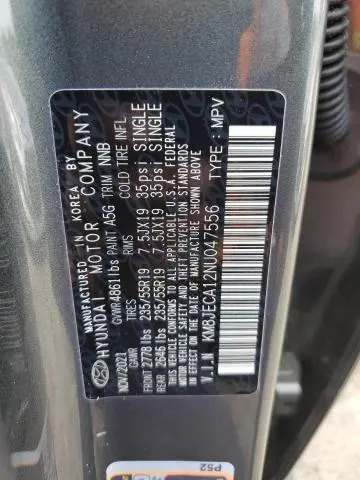 MANUFACTURED IN KOREA BY
HYUNDAI MOTOR COMPANY
NOV/2021 GVWR 4861 lbs PAINT A5G TRIM NNB
GAWR TIRES RIMS COLD TIRE INFL.
FRONT 2778 lbs 235/55R19 7.5JX19 35psi SINGLE
REAR 2646 lbs 235/55R19 7.5JX19 35psi SINGLE
THIS VEHICLE CONFORMS TO ALL APPLICABLE U.S. FEDERAL
MOTOR VEHICLE SAFETY AND THEFT PREVENTION STANDARDS
IN EFFECT ON THE DATE OF MANUFACTURE SHOWN ABOVE.
V.I.N KM8JECA12NU047556 TYPE : MPV
P52